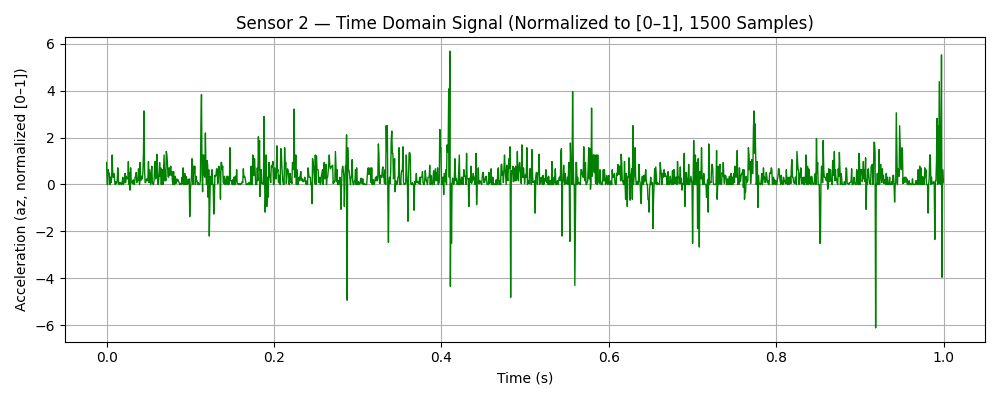 Sensor 2 — Time Domain Signal (Normalized to [0–1], 1500 Samples)
Acceleration (az, normalized [0–1])
6
4
2
0
−2
−4
−6
0.0 0.2 0.4 0.6 0.8 1.0
Time (s)